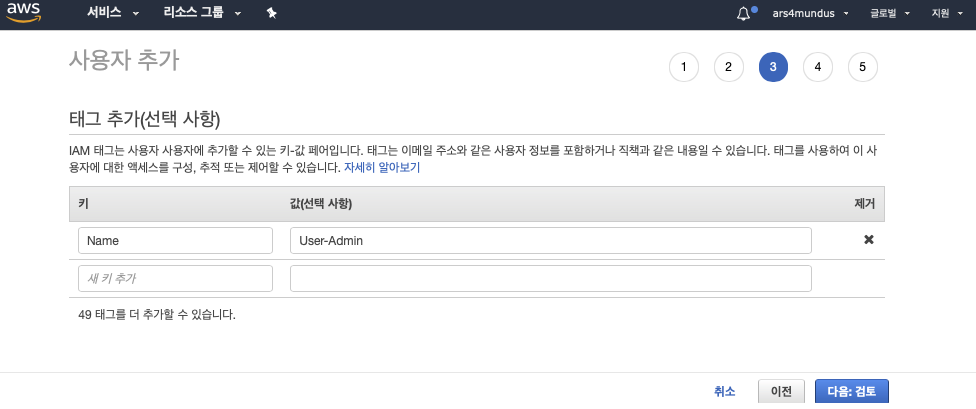 aws
서비스
리소스 그룹
ars4mundus
글로벌
지원
사용자 추가
1
2
3
4
5
태그 추가(선택 사항)
IAM 태그는 사용자 사용자에 추가할 수 있는 키-값 페어입니다. 태그는 이메일 주소와 같은 사용자 정보를 포함하거나 직책과 같은 내용일 수 있습니다. 태그를 사용하여 이 사
용자에 대한 액세스를 구성, 추적 또는 제어할 수 있습니다. 자세히 알아보기
키
값(선택 사항)
제거
Name
User-Admin
새 키 추가
49 태그를 더 추가할 수 있습니다.
취소
이전
다음: 검토